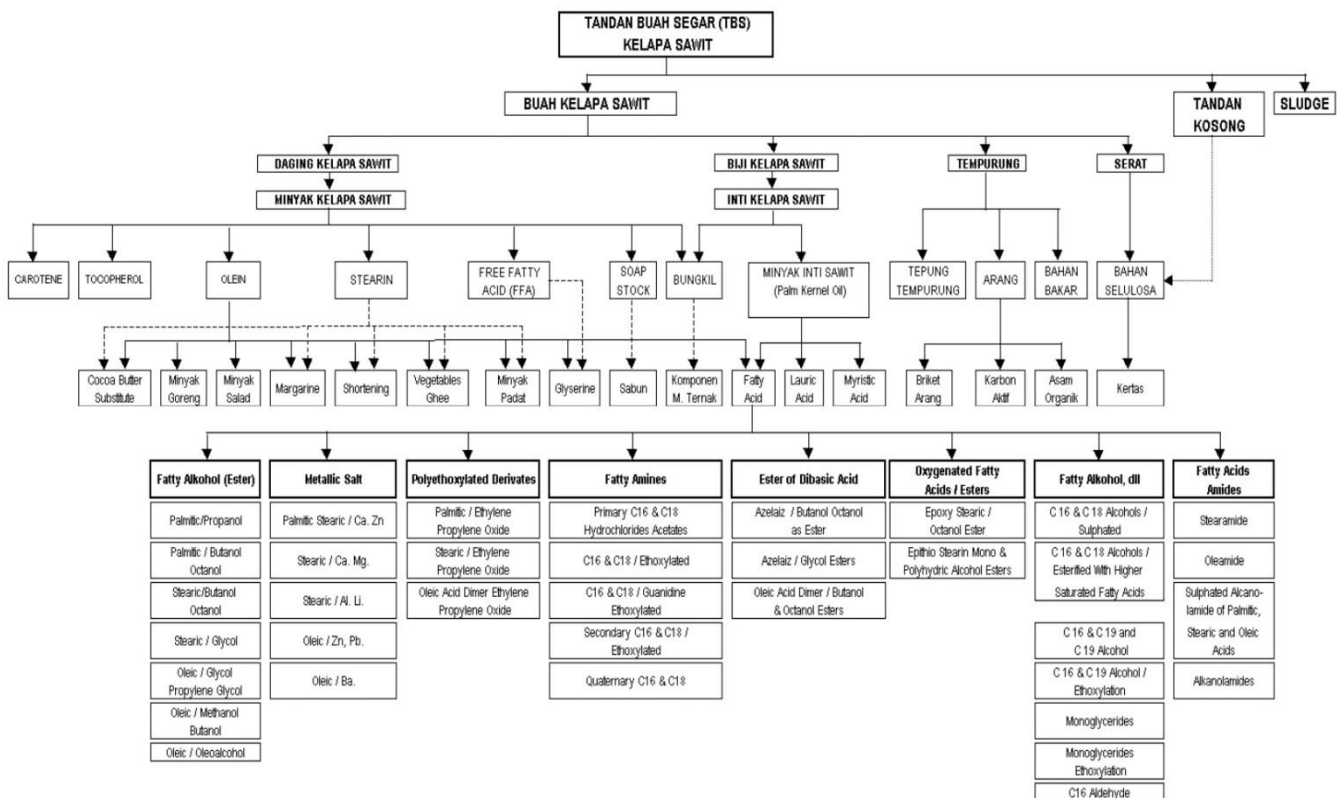 TANDAN BUAH SEGAR (TBS)
KELAPA SAWIT
BUAH KELAPA SAWIT
TANDAN
KOSONG
SLUDGE
DAGING KELAPA SAWIT
BIJI KELAPA SAWIT
TEMPURUNG
SERAT
MINYAK KELAPA SAWIT
INTI KELAPA SAWIT
CAROTENE
TOCOPHEROL
OLEIN
STEARIN
FREE FATTY
ACID (FFA)
SOAP
STOCK
BUNGKIL
MINYAK INTI SAWIT
(Palm Kernel Oil)
TEPUNG
TEMPURUNG
ARANG
BAHAN
BAKAR
BAHAN
SELULOSA
Cocoa Butter
Substitute
Minyak
Goreng
Minyak
Salad
Margarine
Shortening
Vegetables
Ghee
Minyak
Padat
Glyserine
Sabun
Komponen
M. Ternak
Fatty
Acid
Lauric
Acid
Myristic
Acid
Briket
Arang
Karbon
Aktif
Asam
Organik
Kertas
Fatty Alkohol (Ester)
Palmitic/Propanol
Palmitic / Butanol
Octanol
Stearic/Butanol
Octanol
Stearic / Glycol
Oleic / Glycol
Propylene Glycol
Oleic / Methanol
Butanol
Oleic / Oleoalcohol
Metallic Salt
Palmitic Stearic / Ca. Zn
Stearic / Ca. Mg.
Stearic / Al. Li.
Oleic / Zn, Pb.
Oleic / Ba.
Polyethoxylated Derivates
Palmitic / Ethylene
Propylene Oxide
Stearic / Ethylene
Propylene Oxide
Oleic Acid Dimer Ethylene
Propylene Oxide
Fatty Amines
Primary C16 & C18
Hydrochlorides Acetates
C16 & C18 / Ethoxylated
C16 & C18 / Guanidine
Ethoxylated
Secondary C16 & C18 /
Ethoxylated
Quaternary C16 & C18
Ester of Dibasic Acid
Azelaiz / Butanol Octanol
as Ester
Azelaiz / Glycol Esters
Oleic Acid Dimer / Butanol
& Octanol Esters
Oxygenated Fatty
Acids / Esters
Epoxy Stearic /
Octanol Ester
Epithio Stearin Mono &
Polyhydric Alcohol Esters
Fatty Alkohol, dll
C 16 & C 18 Alcohols /
Sulphated
C 16 & C 18 Alcohols /
Esterified With Higher
Saturated Fatty Acids
C 16 & C 19 and
C 19 Alcohol
C 16 & C 19 Alcohol /
Ethoxylation
Monoglycerides
Monoglycerides
Ethoxylation
C16 Aldehyde
Fatty Acids
Amides
Stearamide
Oleamide
Sulphated Alcano-
lamide of Palmitic,
Stearic and Oleic
Acids
Alkanolamides